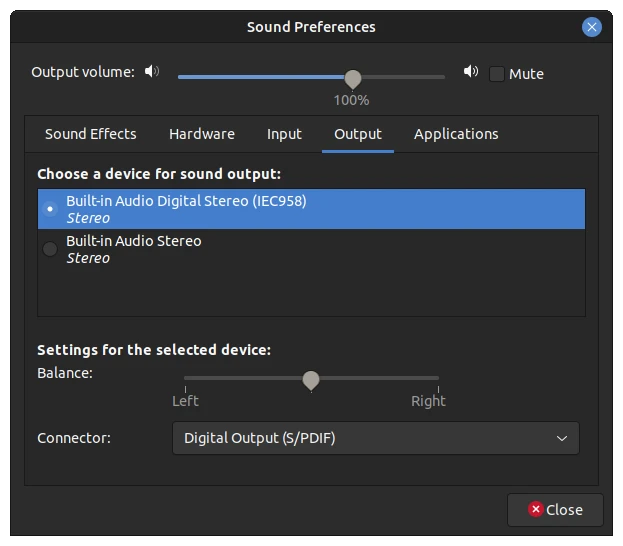 Sound Preferences
Output volume:
Mute
100%
Sound Effects Hardware Input Output Applications
Choose a device for sound output:
Built-in Audio Digital Stereo (IEC958)
Stereo
Built-in Audio Stereo
Stereo
Settings for the selected device:
Balance:
Left Right
Connector: Digital Output (S/PDIF)
Close